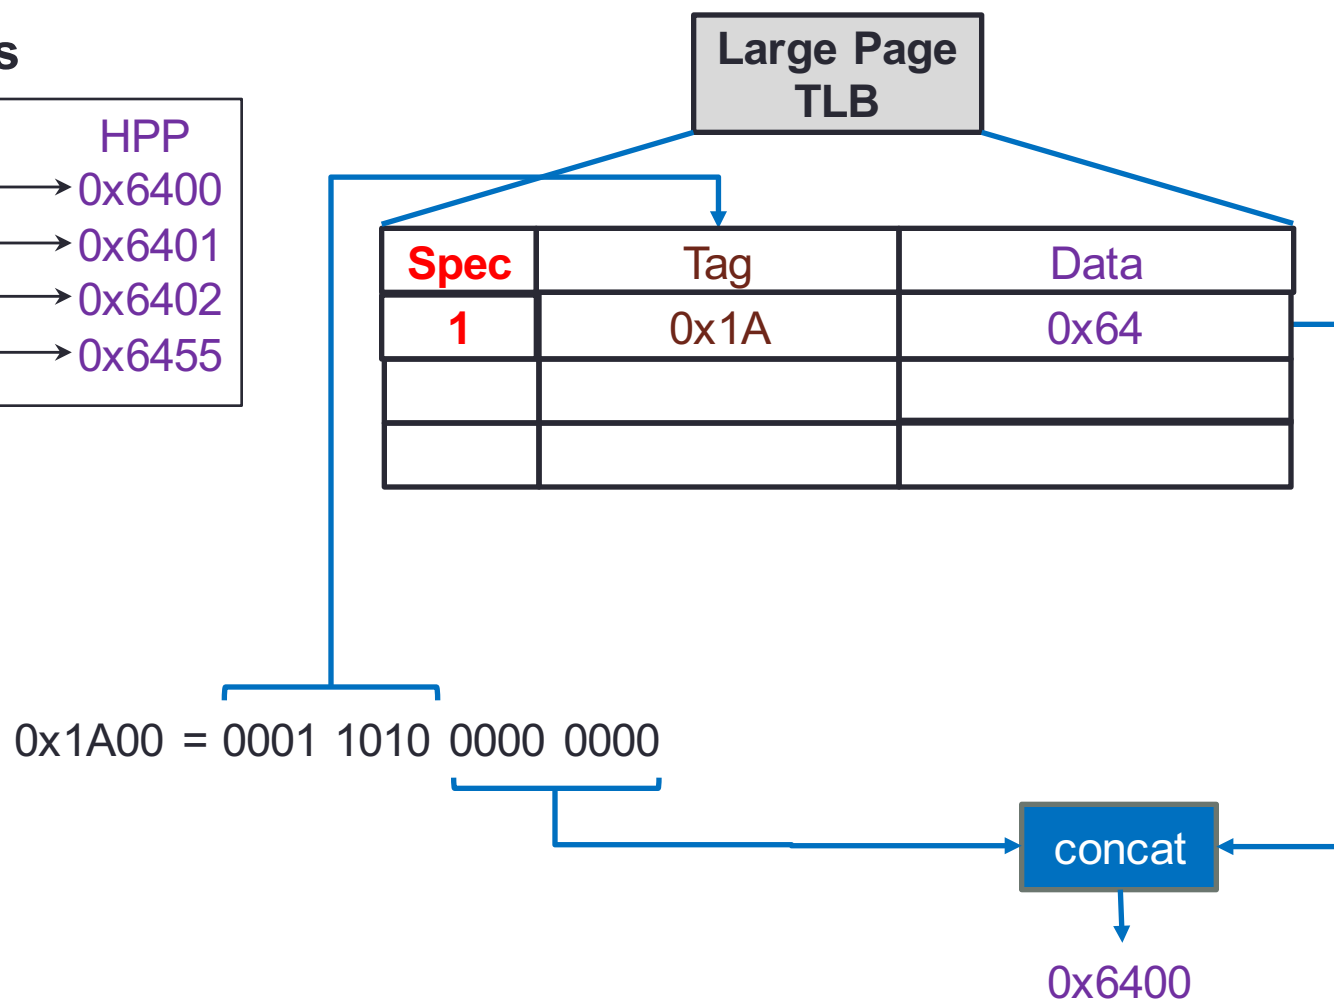 s
HPP
0x6400
0x6401
0x6402
0x6455
Large Page
TLB
Spec Tag Data
1 0x1A 0x64
0x1A00 = 0001 1010 0000 0000
concat
0x6400